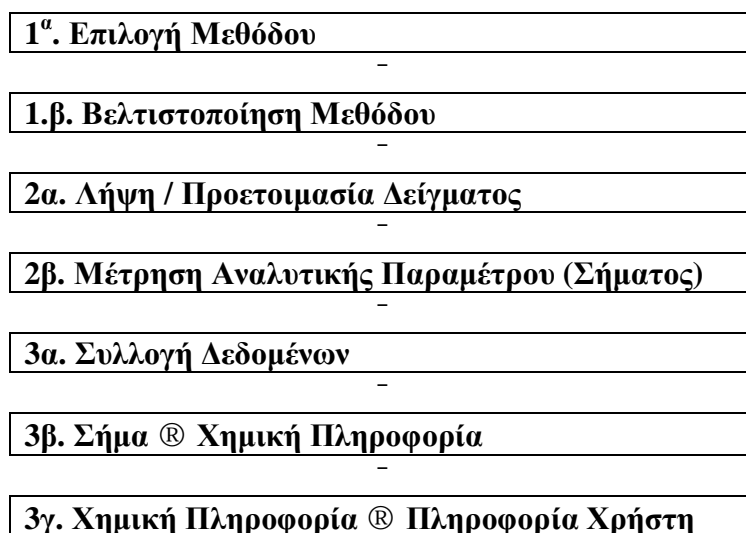 1α. Επιλογή Μεθόδου
–
1.β. Βελτιστοποίηση Μεθόδου
–
2α. Λήψη / Προετοιμασία Δείγματος
–
2β. Μέτρηση Αναλυτικής Παραμέτρου (Σήματος)
–
3α. Συλλογή Δεδομένων
–
3β. Σήμα ® Χημική Πληροφορία
–
3γ. Χημική Πληροφορία ® Πληροφορία Χρήστη